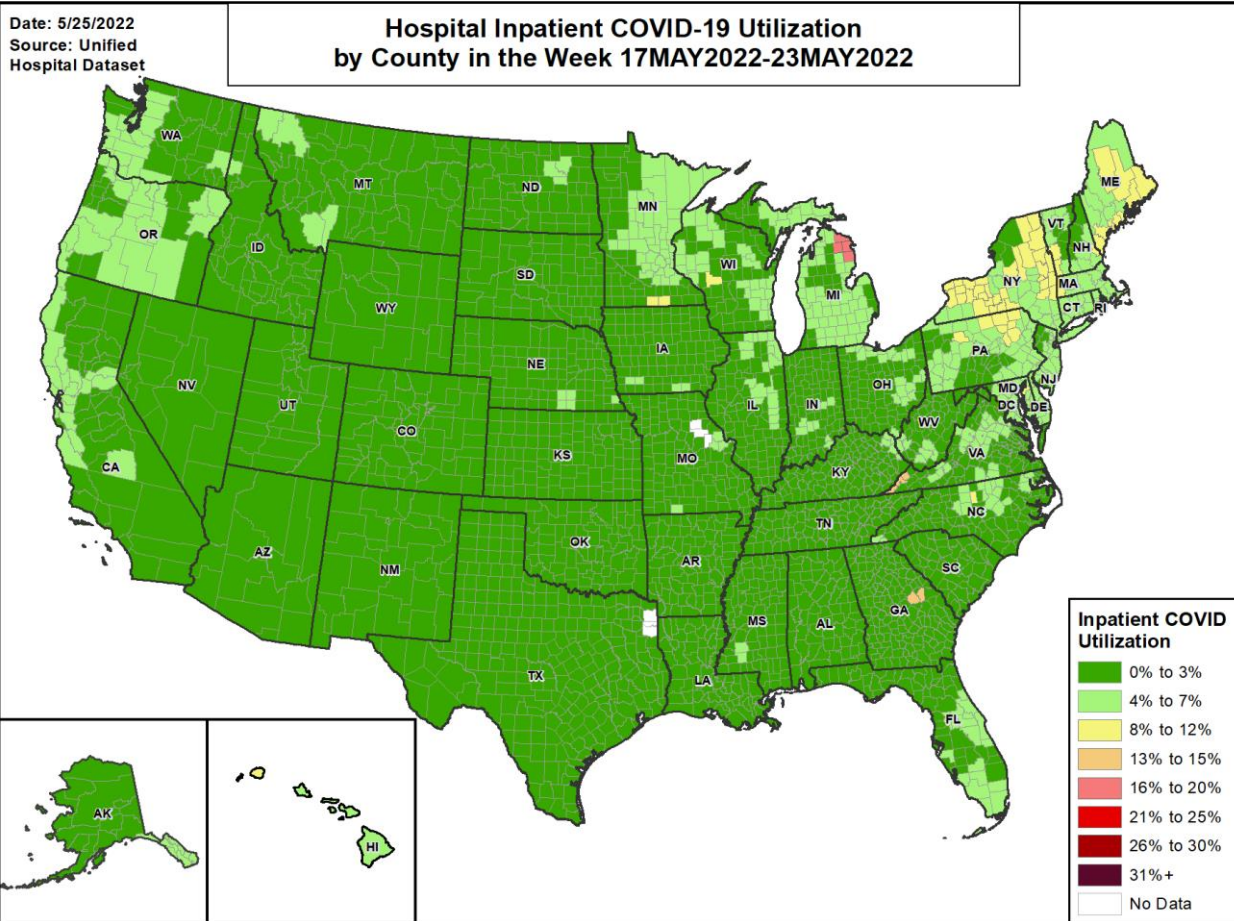 Date: 5/25/2022
Source: Unified
Hospital Dataset
Hospital Inpatient COVID-19 Utilization
by County in the Week 17MAY2022-23MAY2022
WA
MT
ND
MN
ME
OR
ID
SD
WI
VT
NH
WY
MI
NY
MA
CT
RI
NV
UT
NE
IA
PA
OH
NJ
MD
DC
DE
IL
IN
WV
CO
KS
MO
KY
VA
CA
NC
TN
AZ
NM
OK
AR
SC
MS
AL
GA
TX
LA
FL
AK
HI
Inpatient COVID
Utilization
0% to 3%
4% to 7%
8% to 12%
13% to 15%
16% to 20%
21% to 25%
26% to 30%
31%+
No Data